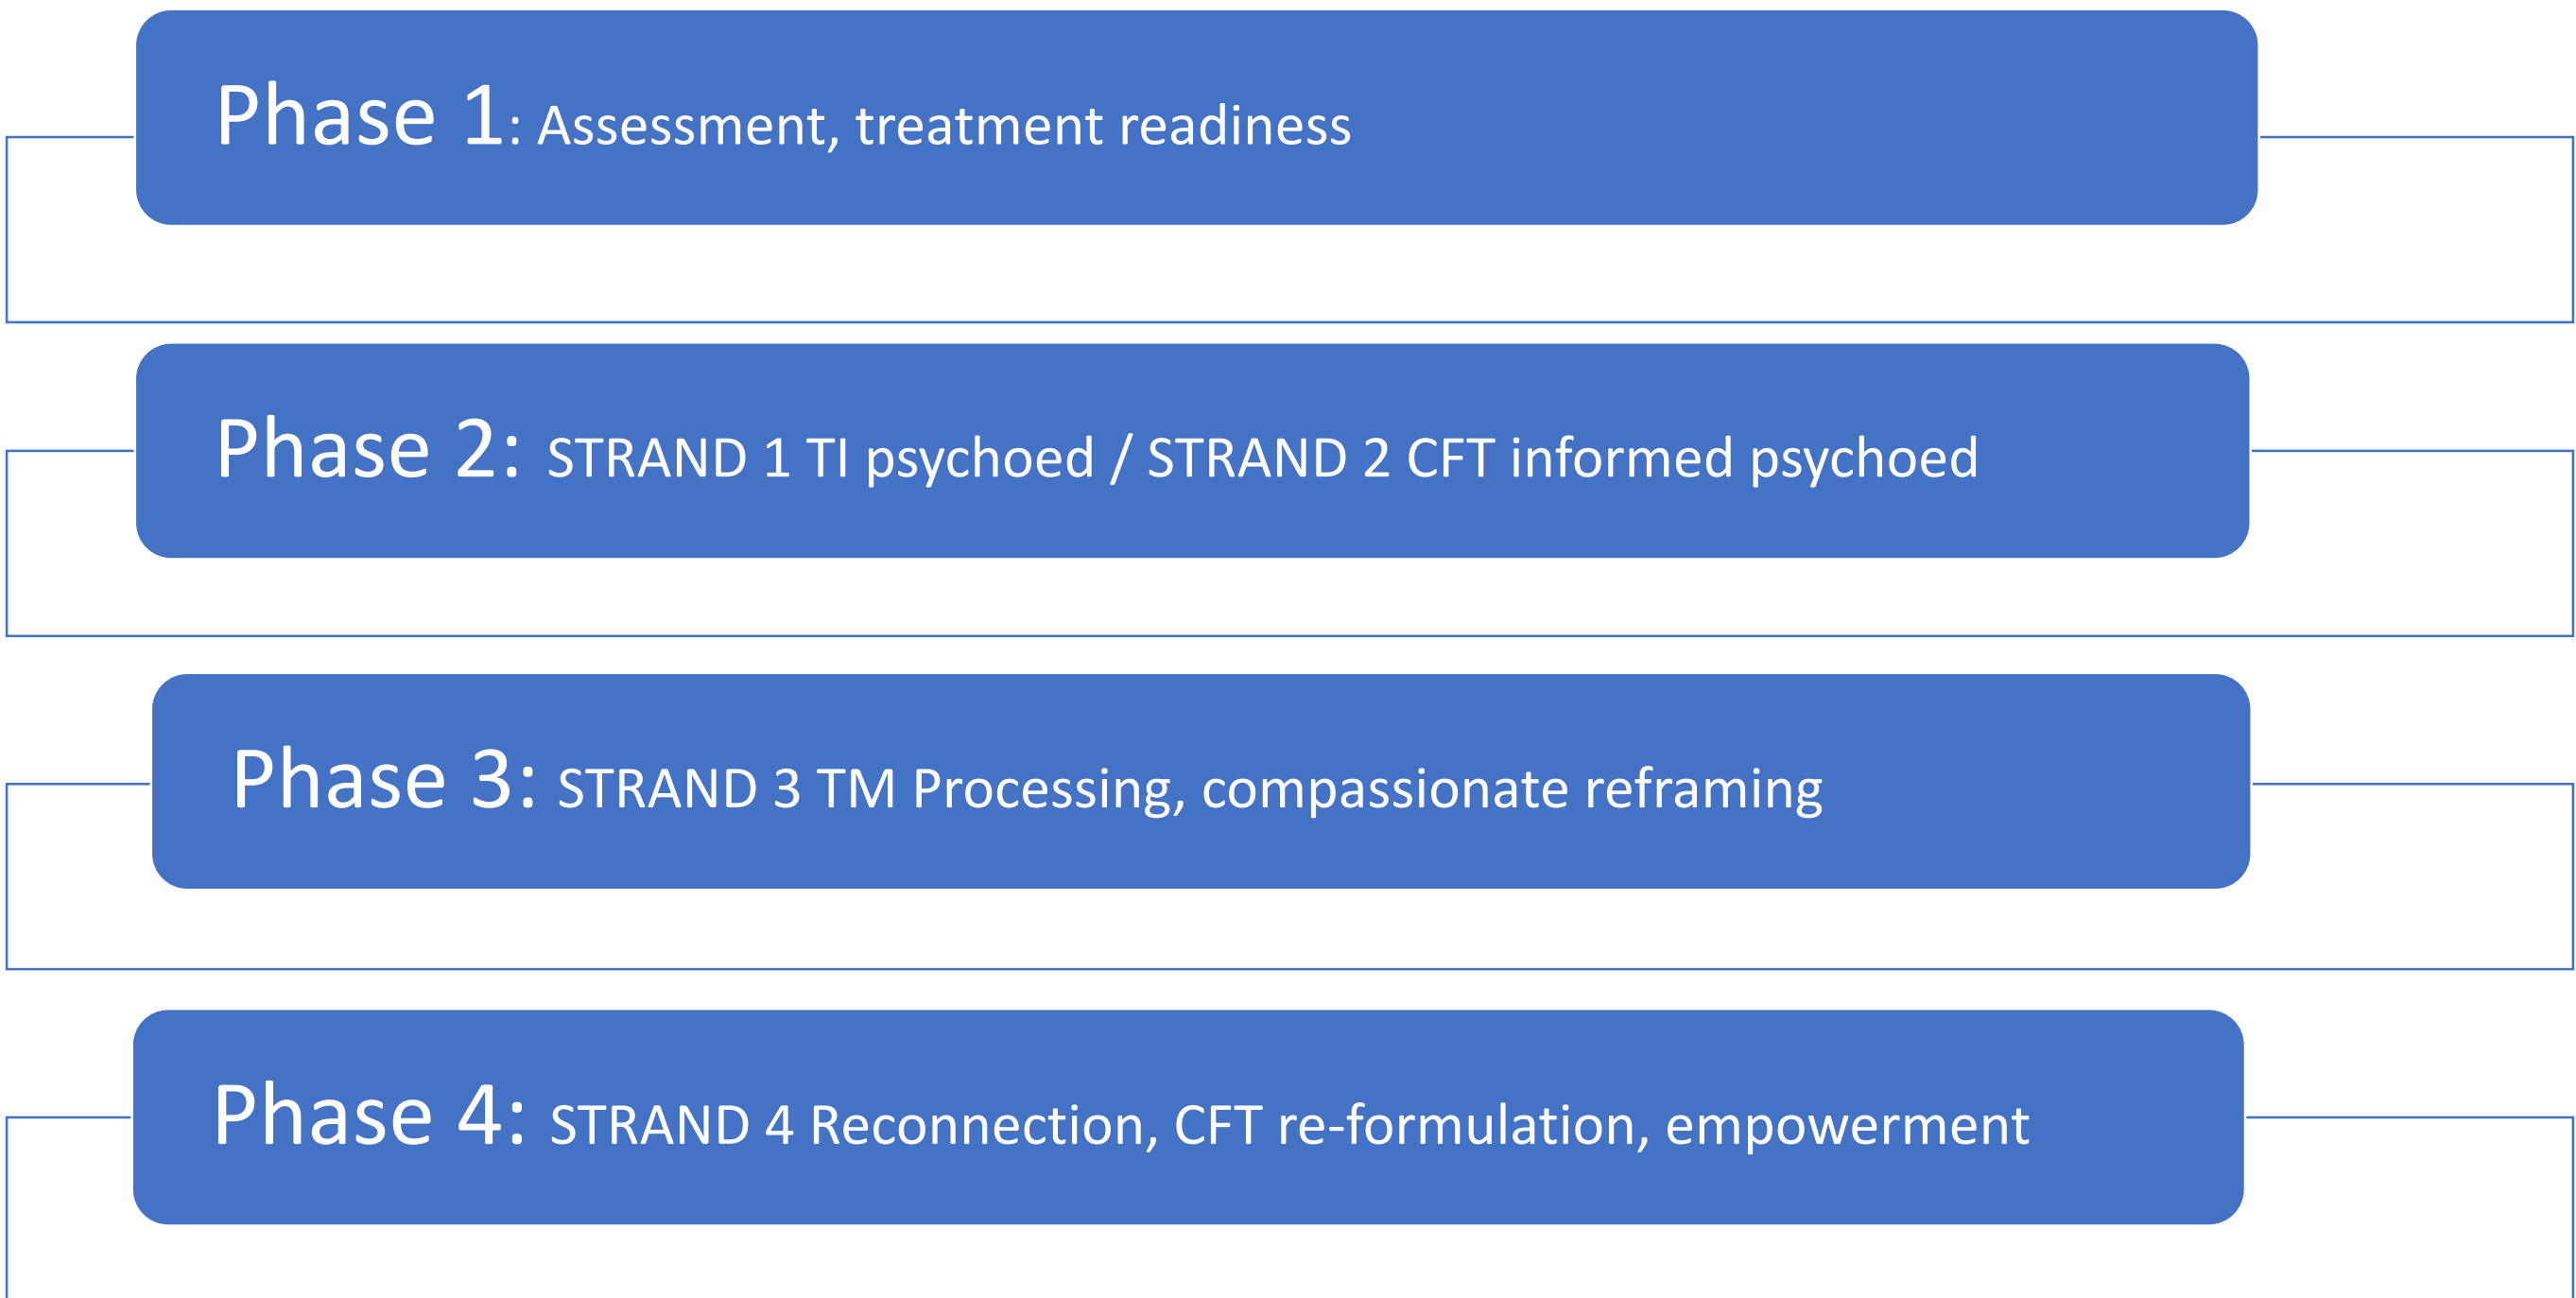 Phase 1: Assessment, treatment readiness
Phase 2: STRAND 1 TI psychoed / STRAND 2 CFT informed psychoed
Phase 3: STRAND 3 TM Processing, compassionate reframing
Phase 4: STRAND 4 Reconnection, CFT re-formulation, empowerment